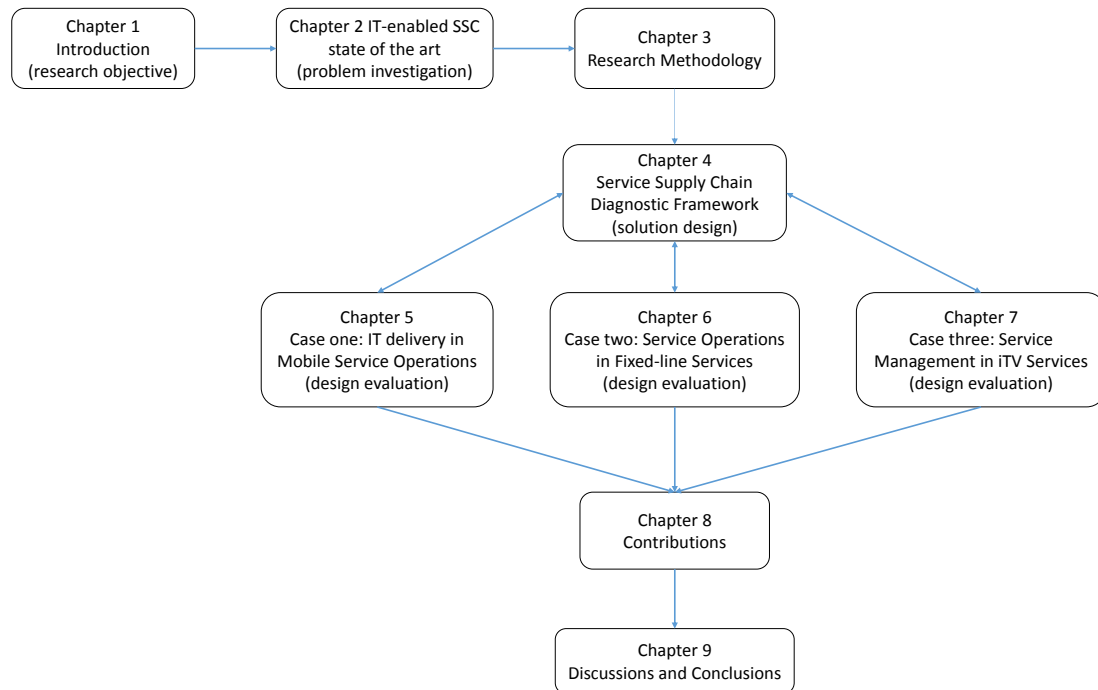 Chapter 1
Introduction
(research objective)
Chapter 2 IT-enabled SSC
state of the art
(problem investigation)
Chapter 3
Research Methodology
Chapter 4
Service Supply Chain
Diagnostic Framework
(solution design)
Chapter 5
Case one: IT delivery in
Mobile Service Operations
(design evaluation)
Chapter 6
Case two: Service Operations
in Fixed-line Services
(design evaluation)
Chapter 7
Case three: Service
Management in iTV Services
(design evaluation)
Chapter 8
Contributions
Chapter 9
Discussions and Conclusions